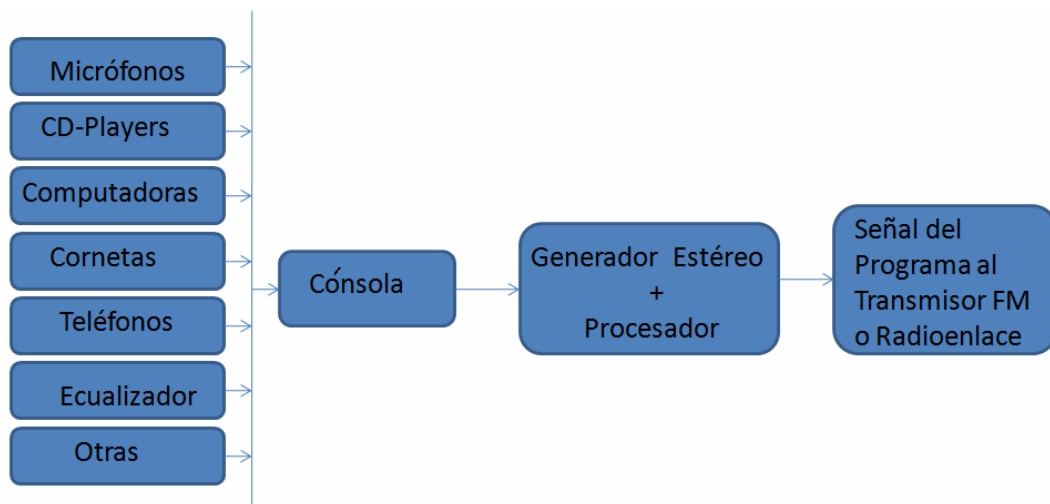 Micrófonos
CD-Players
Computadoras
Cornetas
Teléfonos
Ecualizador
Otras
Cónsola
Generador Estéreo
+
Procesador
Señal del
Programa al
Transmisor FM
o Radioenlace